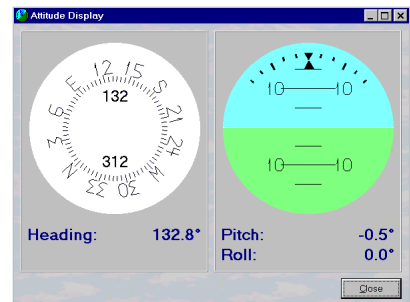 Attitude Display
12 15 S 21 24 W 30 33 N 3 6 E
132
312
10 10
10 10
Heading: 132.8°
Pitch: -0.5°
Roll: 0.0°
Close